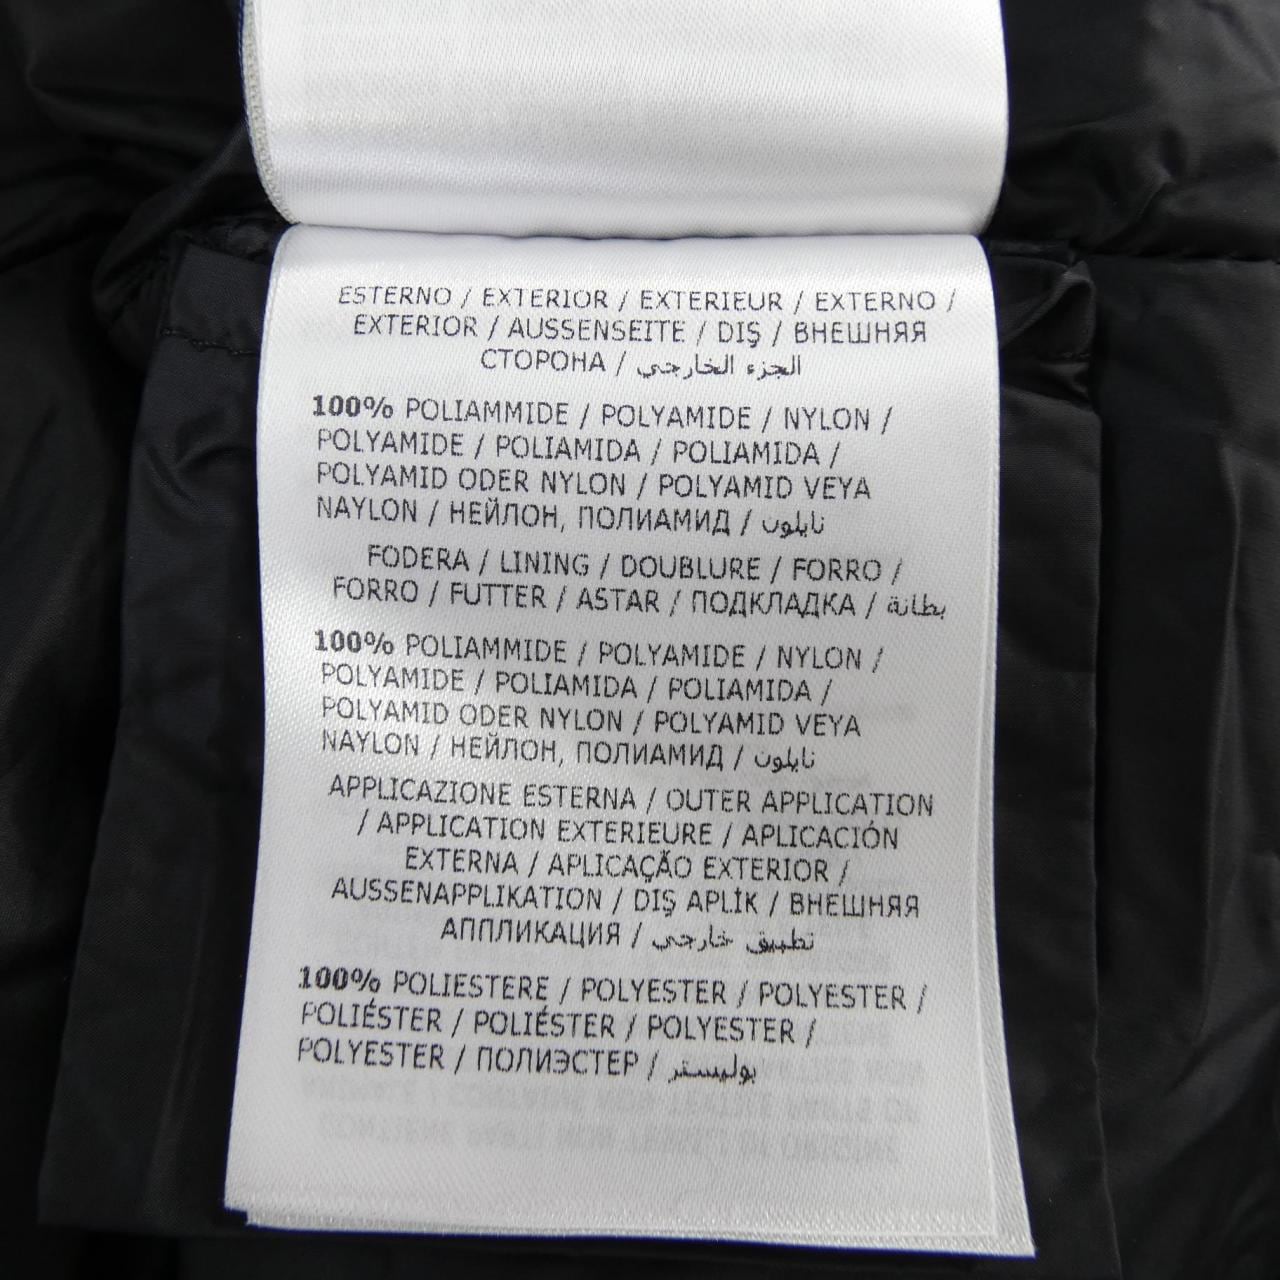 ESTERNO / EXTERIOR / EXTERIEUR / EXTERNO /
EXTERIOR / AUSSENSEITE / DIŞ / ВНЕШНЯЯ
СТОРОНА / الجزء الخارجي
100% POLIAMMIDE / POLYAMIDE / NYLON /
POLYAMIDE / POLIAMIDA / POLIAMIDA /
POLYAMID ODER NYLON / POLYAMID VEYA
NAYLON / НЕЙЛОН, ПОЛИАМИД / نايلون
FODERA / LINING / DOUBLURE / FORRO /
FORRO / FUTTER / ASTAR / ПОДКЛАДКА / بطانة
100% POLIAMMIDE / POLYAMIDE / NYLON /
POLYAMIDE / POLIAMIDA / POLIAMIDA /
POLYAMID ODER NYLON / POLYAMID VEYA
NAYLON / НЕЙЛОН, ПОЛИАМИД / نايلون
APPLICAZIONE ESTERNA / OUTER APPLICATION
/ APPLICATION EXTERIEURE / APLICACIÓN
EXTERNA / APLICAÇÃO EXTERIOR /
AUSSENAPPLIKATION / DIŞ APLİK / ВНЕШНЯЯ
АППЛИКАЦИЯ / تطبيق خارجي
100% POLIESTERE / POLYESTER / POLYESTER /
POLIÉSTER / POLIÉSTER / POLYESTER /
POLYESTER / ПОЛИЭСТЕР / بوليستر